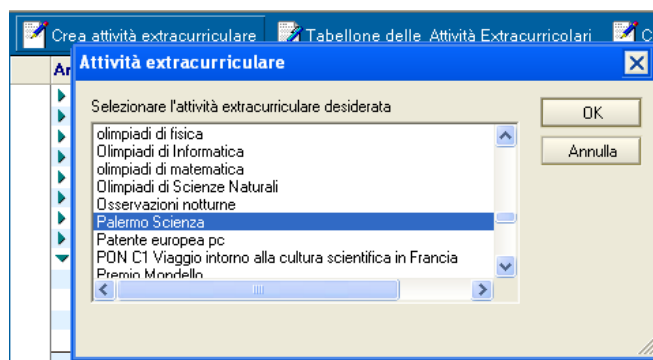 Crea attività extracurriculare Tabellone delle Attività Extracurricolari C
Ar
Attività extracurriculare
Selezionare l'attività extracurriculare desiderata
olimpiadi di fisica
Olimpiadi di Informatica
olimpiadi di matematica
Olimpiadi di Scienze Naturali
Osservazioni notturne
Palermo Scienza
Patente europea pc
PON C1 Viaggio intorno alla cultura scientifica in Francia
Premio Mondello
OK
Annulla